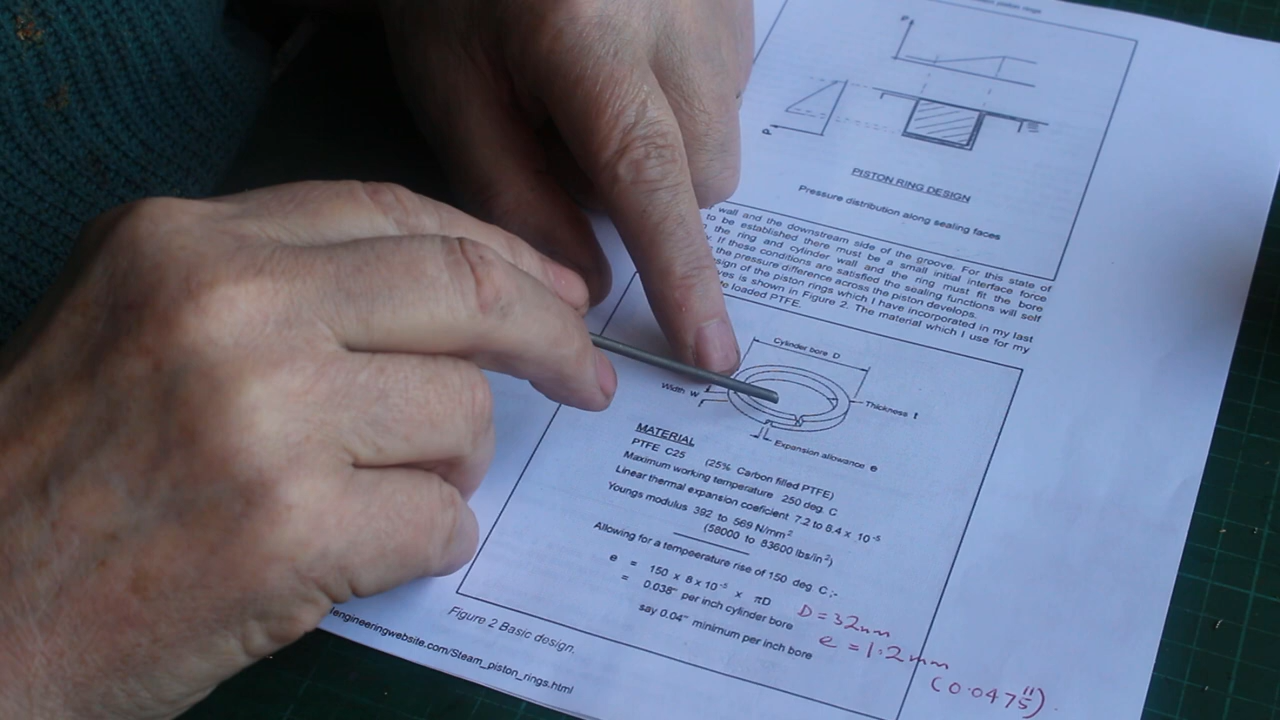 piston rings
P
P
PISTON RING DESIGN
Pressure distribution along sealing faces
wall and the downstream side of the groove. For this state of
to be established there must be a small initial interface force
the ring and cylinder wall and the ring must fit the bore
If these conditions are satisfied the sealing functions will self
the pressure difference across the piston develops.
of the piston rings which I have incorporated in my last
is shown in Figure 2. The material which I use for my
loaded PTFE.
Cylinder bore D
Width w
Thickness t
Expansion allowance e
MATERIAL
PTFE C25 (25% Carbon filled PTFE)
Maximum working temperature 250 deg. C
Linear thermal expansion coeficient 7.2 to 8.4 x 10⁻⁵
Youngs modulus 392 to 569 N/mm²
(58000 to 83600 lbs/in²)
Allowing for a tempeerature rise of 150 deg C;-
e = 150 x 8 x 10⁻⁵ x πD
= 0.038" per inch cylinder bore
say 0.04" minimum per inch bore
D = 32mm
e = 1.2mm
(0.0475")
Figure 2 Basic design.
engineeringwebsite.com/Steam_piston_rings.html